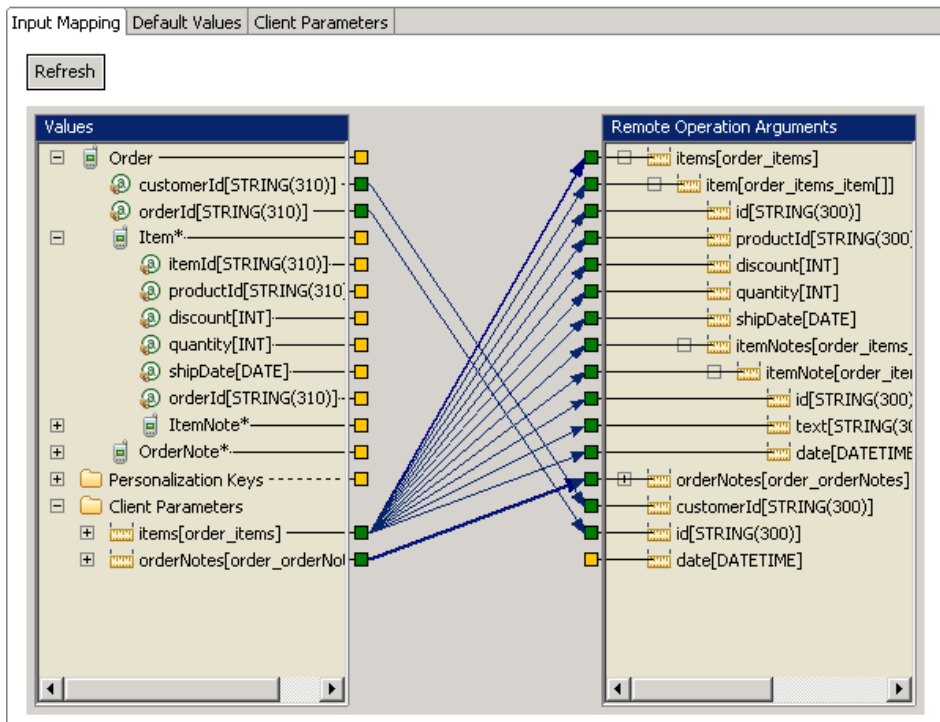 Input Mapping Default Values Client Parameters
Refresh
Values
Order
customerId[STRING(310)]
orderId[STRING(310)]
Item*
itemId[STRING(310)]
productId[STRING(310
discount[INT]
quantity[INT]
shipDate[DATE]
orderId[STRING(310)]
ItemNote*
OrderNote*
Personalization Keys
Client Parameters
items[order_items]
orderNotes[order_orderNot
Remote Operation Arguments
items[order_items]
item[order_items_item[]]
id[STRING(300)]
productId[STRING(300)
discount[INT]
quantity[INT]
shipDate[DATE]
itemNotes[order_items_
itemNote[order_iter
id[STRING(300)
text[STRING(30
date[DATETIME
orderNotes[order_orderNotes]
customerId[STRING(300)]
id[STRING(300)]
date[DATETIME]